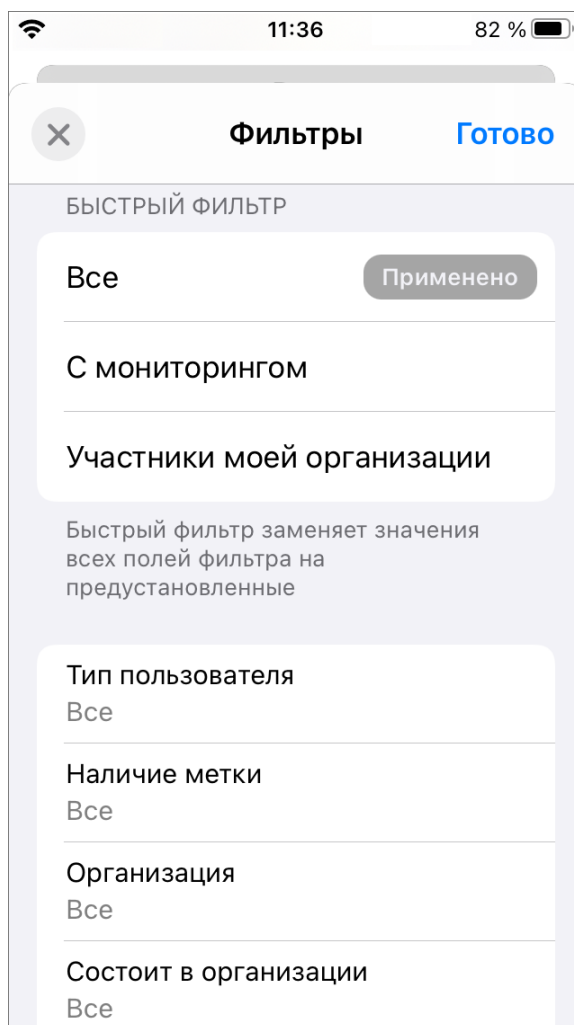 11:36
82 %
Фильтры
Готово
БЫСТРЫЙ ФИЛЬТР
Все
Применено
С мониторингом
Участники моей организации
Быстрый фильтр заменяет значения
всех полей фильтра на
предустановленные
Тип пользователя
Все
Наличие метки
Все
Организация
Все
Состоит в организации
Все